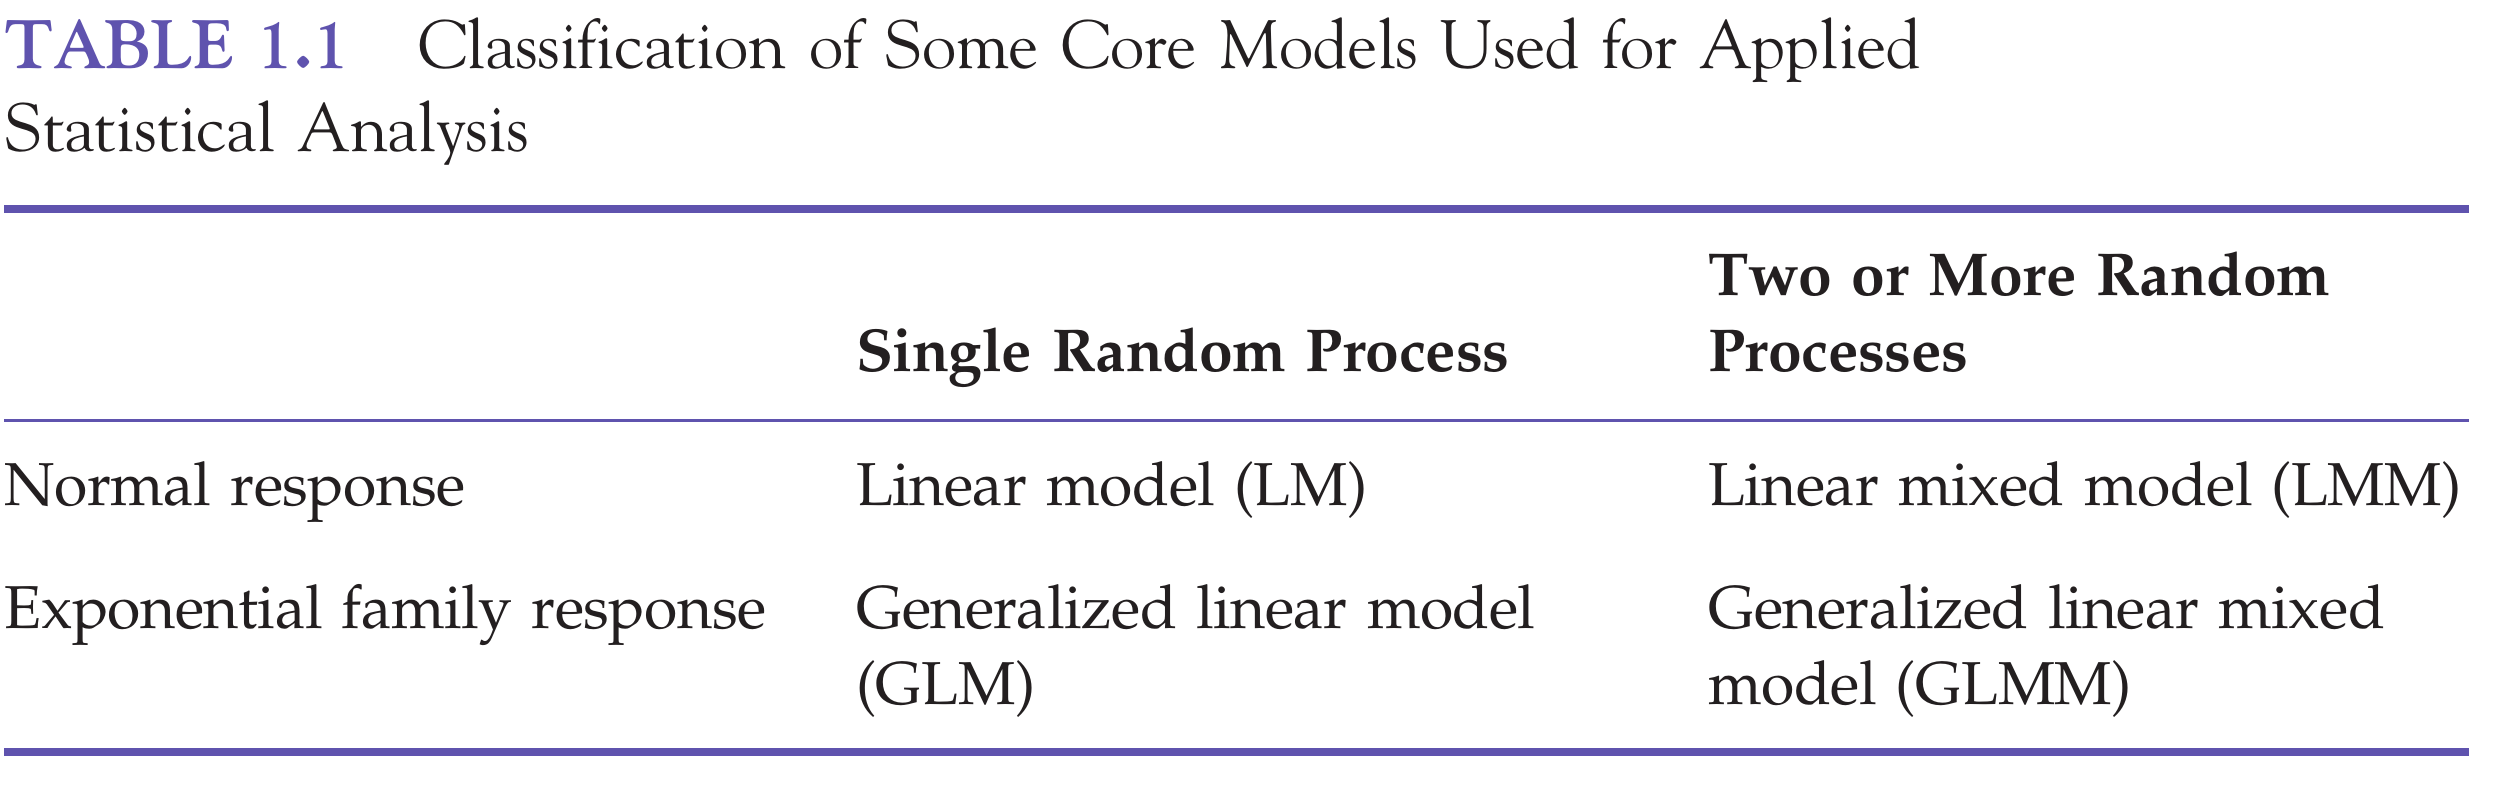 TABLE 1.1 Classification of Some Core Models Used for Applied
Statistical Analysis
Two or More Random
Single Random Process Processes
Normal response Linear model (LM) Linear mixed model (LMM)
Exponential family response Generalized linear model Generalized linear mixed
(GLM) model (GLMM)